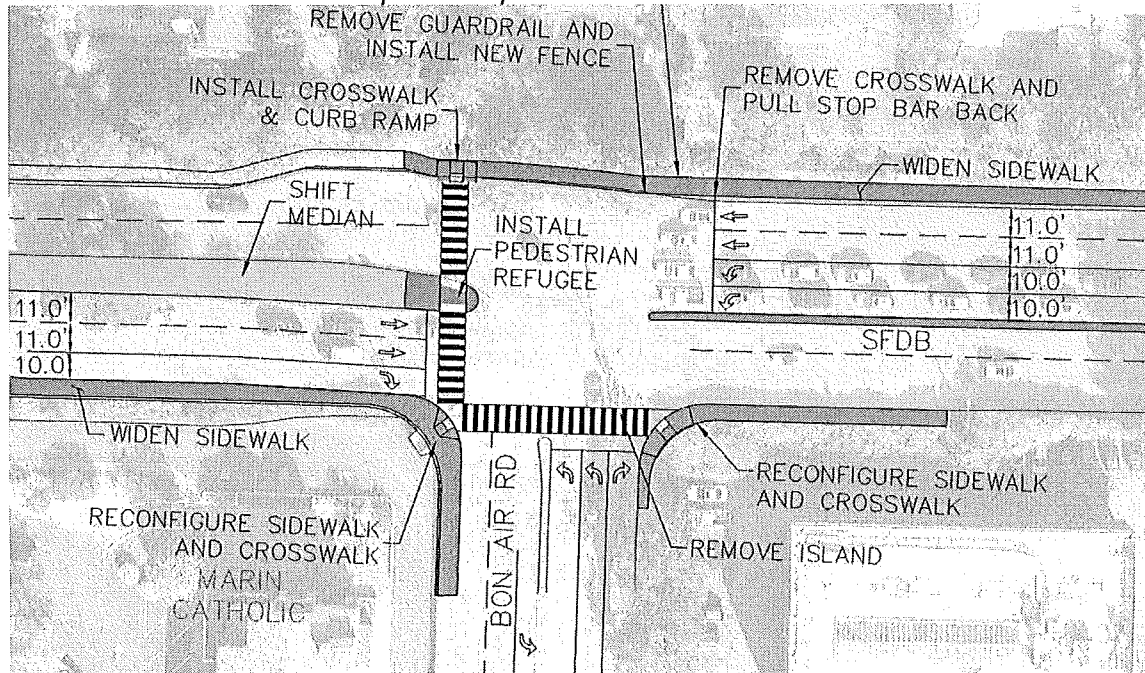 REMOVE GUARDRAIL AND
INSTALL NEW FENCE
INSTALL CROSSWALK
& CURB RAMP
REMOVE CROSSWALK AND
PULL STOP BAR BACK
WIDEN SIDEWALK
SHIFT
MEDIAN
INSTALL
PEDESTRIAN
REFUGEE
11.0'
11.0'
10.0'
10.0'
11.0'
11.0'
10.0
SFDB
WIDEN SIDEWALK
RECONFIGURE SIDEWALK
AND CROSSWALK
BON AIR RD
RECONFIGURE SIDEWALK
AND CROSSWALK
REMOVE ISLAND
MARIN
CATHOLIC